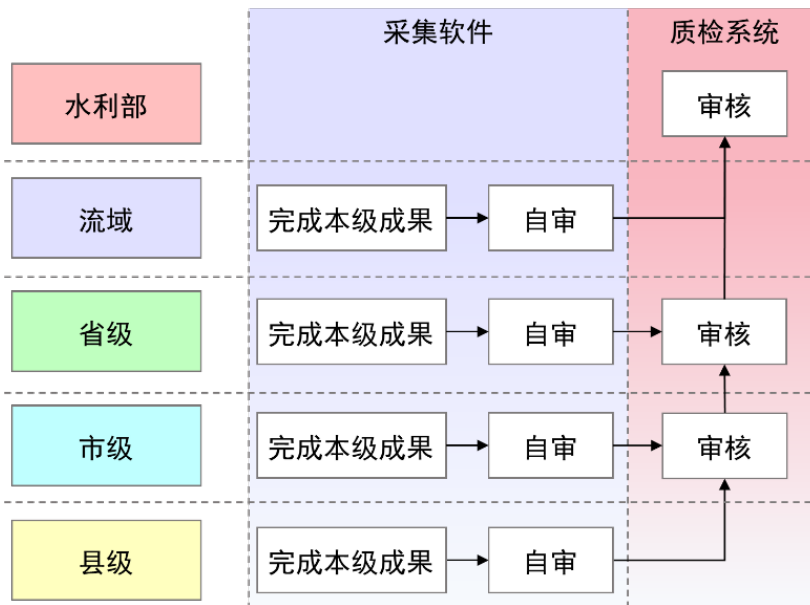 采集软件
质检系统
水利部
审核
流域
完成本级成果
自审
省级
完成本级成果
自审
审核
市级
完成本级成果
自审
审核
县级
完成本级成果
自审